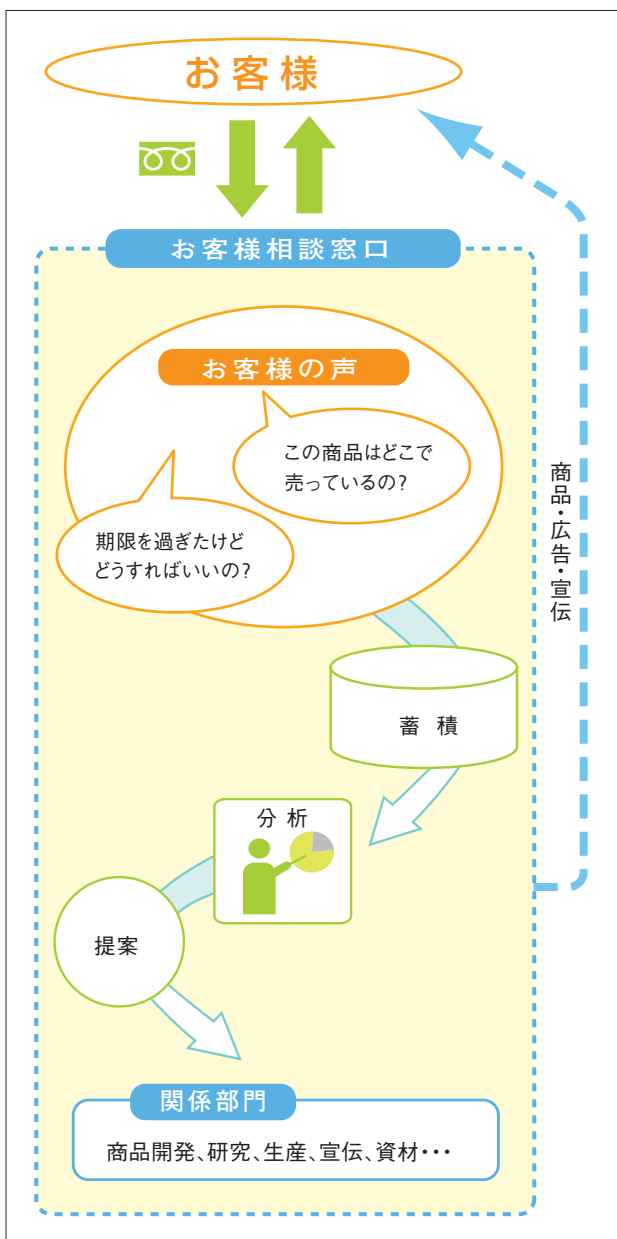 お客様
お客様相談窓口
お客様の声
この商品はどこで
売っているの?
期限を過ぎたけど
どうすればいいの?
商品・広告・宣伝
蓄積
分析
提案
関係部門
商品開発、研究、生産、宣伝、資材・・・